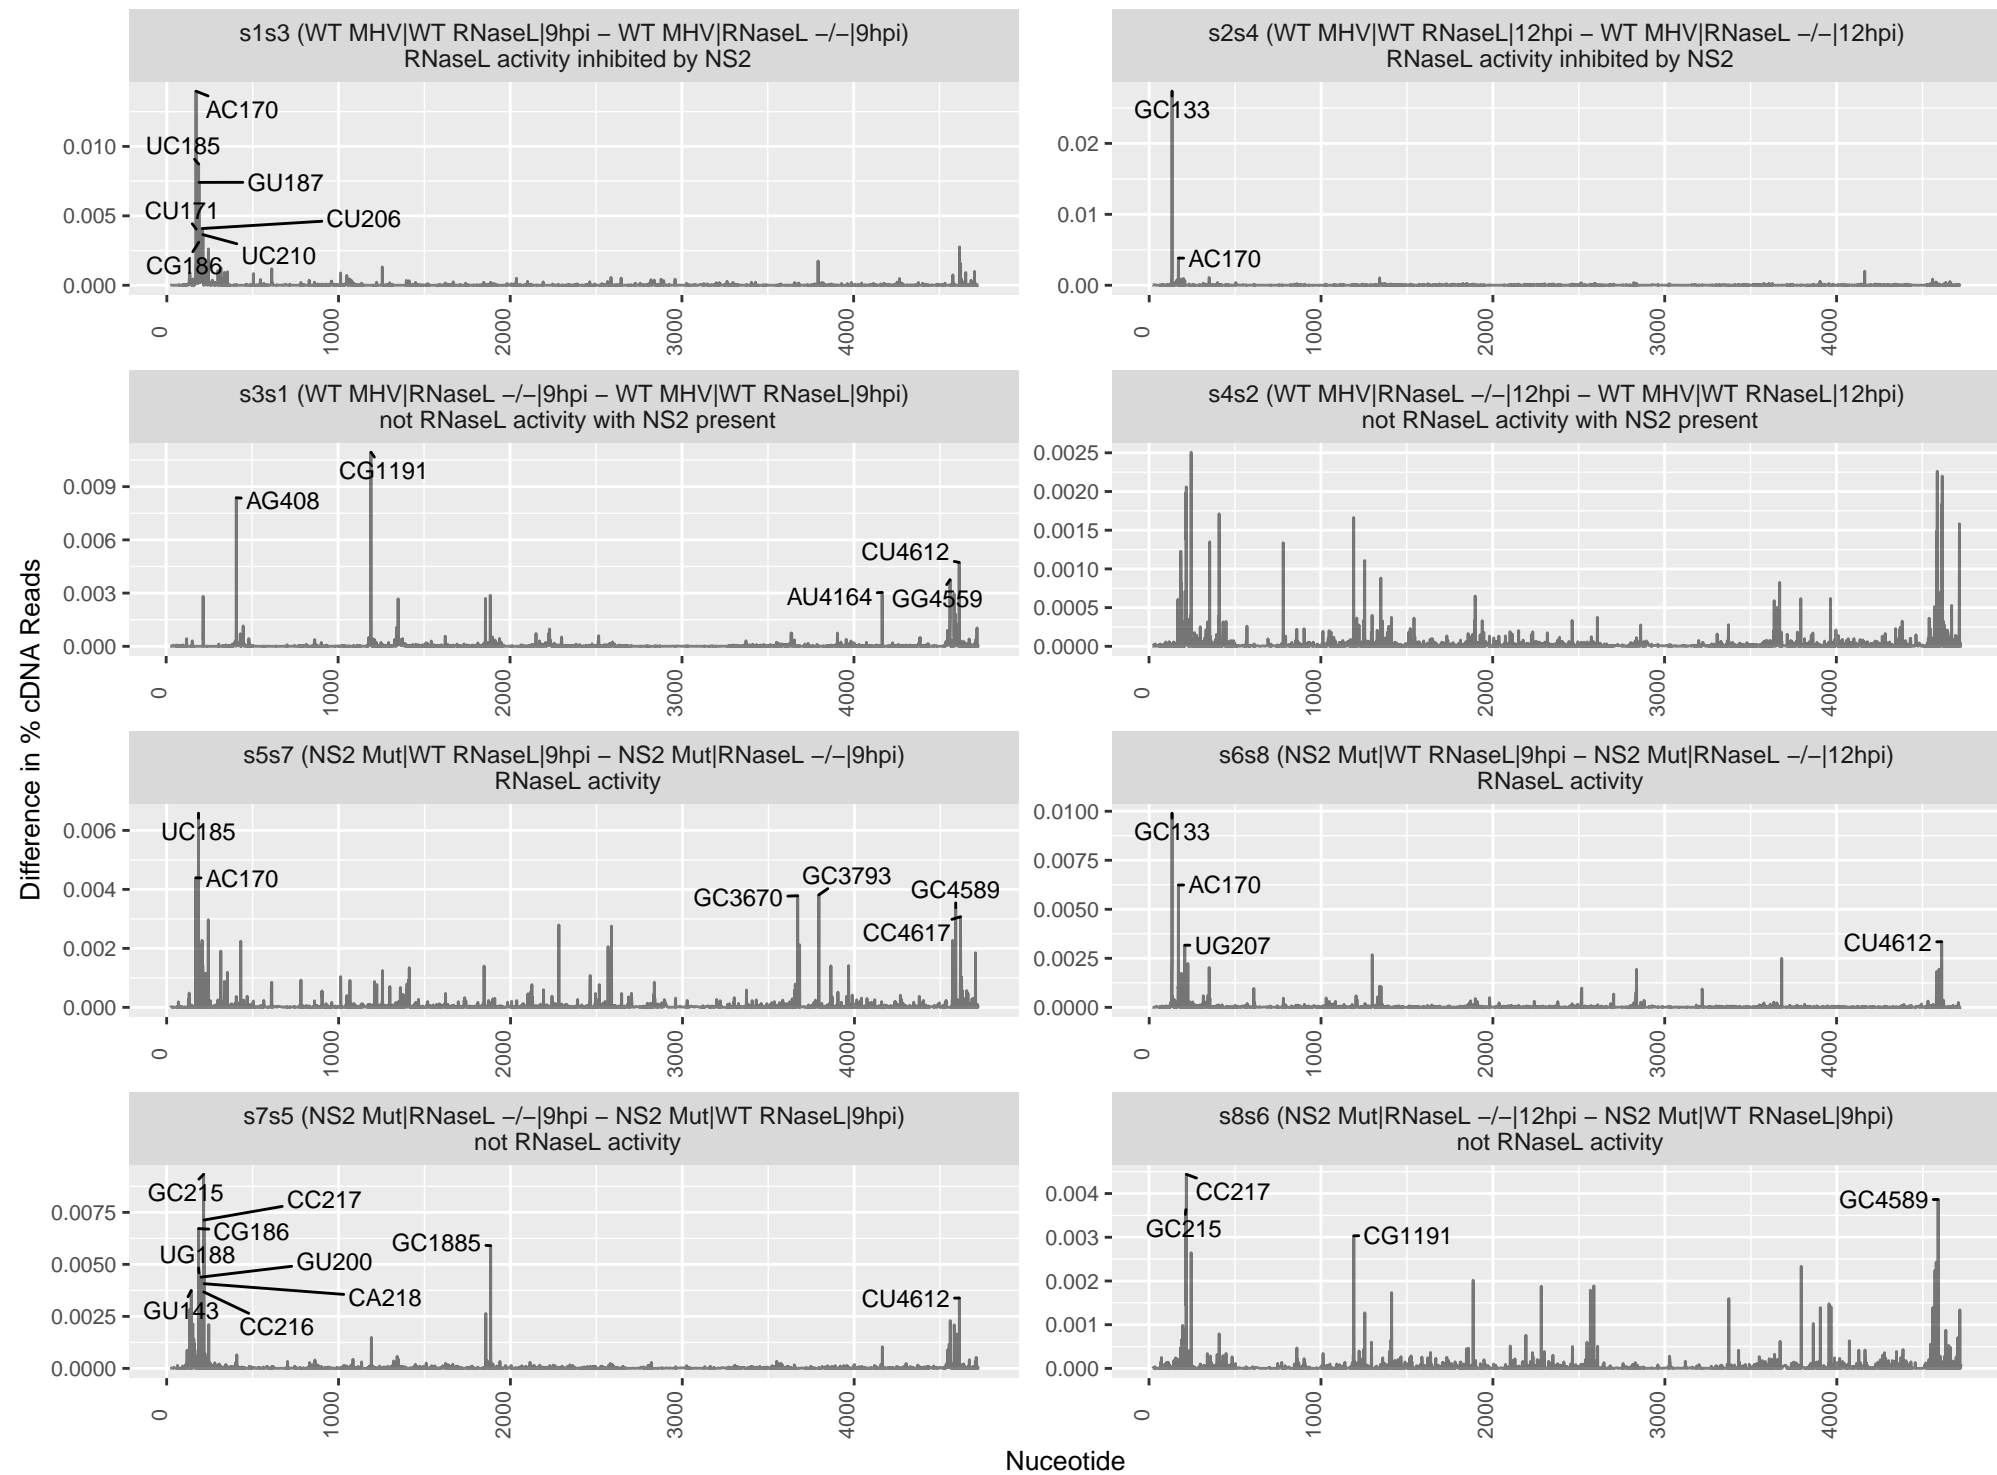 s1s3 (WT MHV|WT RNaseL|9hpi − WT MHV|RNaseL −/−|9hpi)
RNaseL activity inhibited by NS2
AC170
UC185
GU187
CU171
CU206
UC210
CG186
0.010
0.005
0.000
0
1000
2000
3000
4000
s2s4 (WT MHV|WT RNaseL|12hpi − WT MHV|RNaseL −/−|12hpi)
RNaseL activity inhibited by NS2
GC133
AC170
0.02
0.01
0.00
0
1000
2000
3000
4000
s3s1 (WT MHV|RNaseL −/−|9hpi − WT MHV|WT RNaseL|9hpi)
not RNaseL activity with NS2 present
CG1191
AG408
CU4612
AU4164
GG4559
0.009
0.006
0.003
0.000
0
1000
2000
3000
4000
s4s2 (WT MHV|RNaseL −/−|12hpi − WT MHV|WT RNaseL|12hpi)
not RNaseL activity with NS2 present
0.0025
0.0020
0.0015
0.0010
0.0005
0.0000
0
1000
2000
3000
4000
s5s7 (NS2 Mut|WT RNaseL|9hpi − NS2 Mut|RNaseL −/−|9hpi)
RNaseL activity
UC185
AC170
GC3670
GC3793
GC4589
CC4617
0.006
0.004
0.002
0.000
0
1000
2000
3000
4000
s6s8 (NS2 Mut|WT RNaseL|9hpi − NS2 Mut|RNaseL −/−|12hpi)
RNaseL activity
GC133
AC170
UG207
CU4612
0.0100
0.0075
0.0050
0.0025
0.0000
0
1000
2000
3000
4000
s7s5 (NS2 Mut|RNaseL −/−|9hpi − NS2 Mut|WT RNaseL|9hpi)
not RNaseL activity
GC215
CC217
CG186
UG188
GU200
CA218
GU143
CC216
GC1885
CU4612
0.0075
0.0050
0.0025
0.0000
0
1000
2000
3000
4000
s8s6 (NS2 Mut|RNaseL −/−|12hpi − NS2 Mut|WT RNaseL|9hpi)
not RNaseL activity
CC217
GC215
CG1191
GC4589
0.004
0.003
0.002
0.001
0.000
0
1000
2000
3000
4000
Difference in % cDNA Reads
Nuceotide